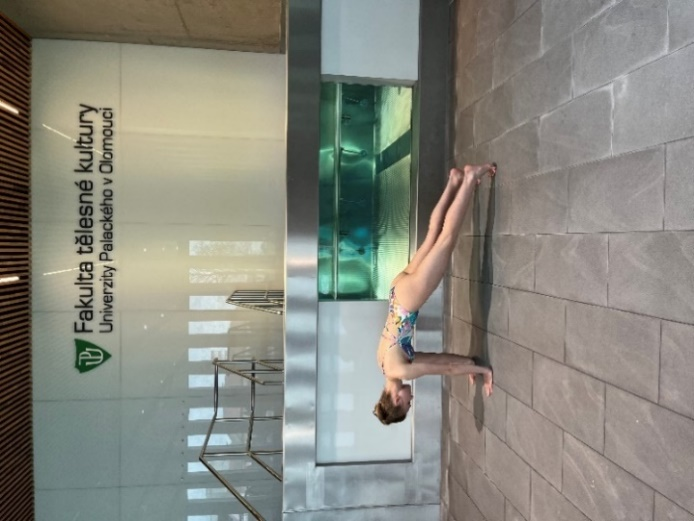 Fakulta tělesné kultury
Univerzity Palackého v Olomouci